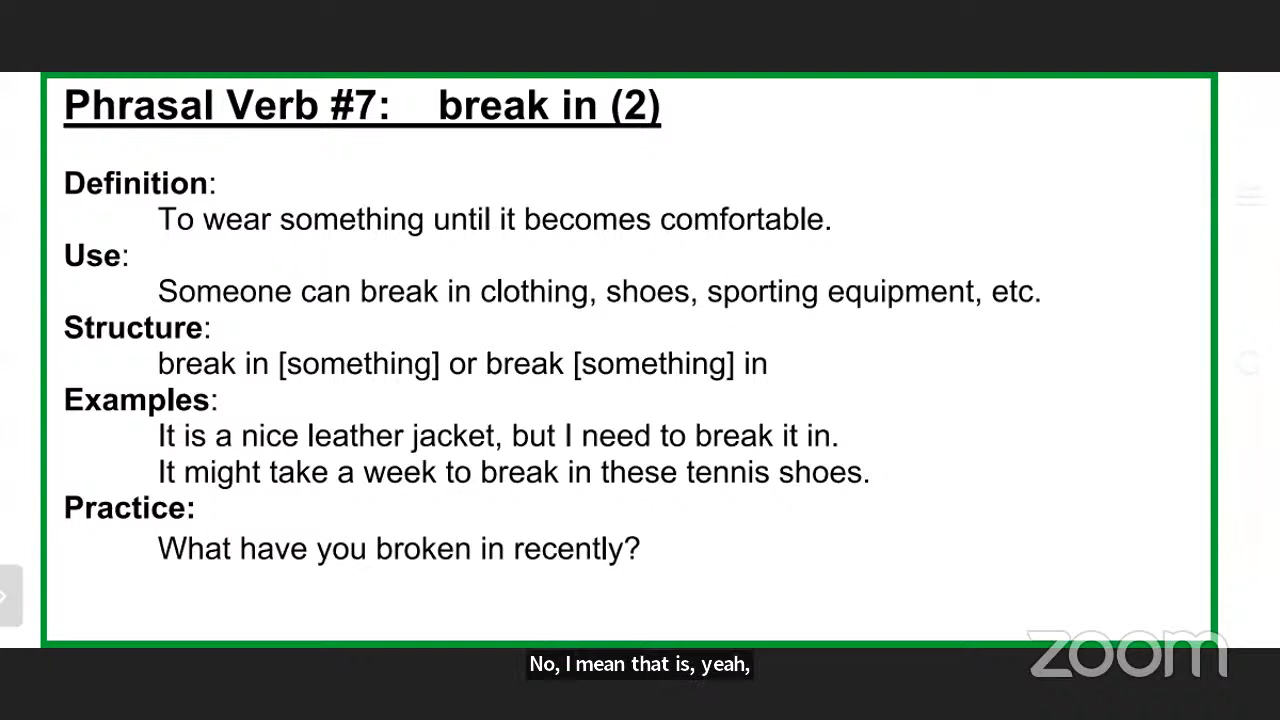 Phrasal Verb #7: break in (2)
Definition:
To wear something until it becomes comfortable.
Use:
Someone can break in clothing, shoes, sporting equipment, etc.
Structure:
break in [something] or break [something] in
Examples:
It is a nice leather jacket, but I need to break it in.
It might take a week to break in these tennis shoes.
Practice:
What have you broken in recently?
zoom
No, I mean that is, yeah,